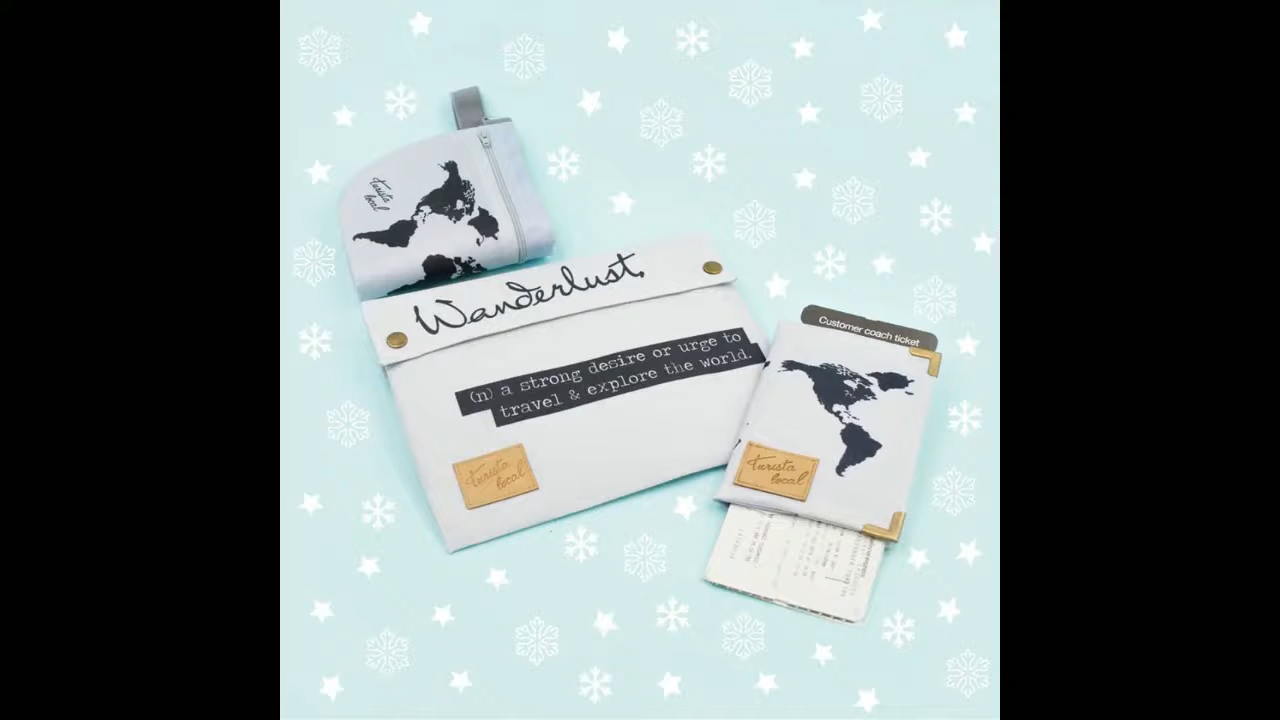 turista
local
Wanderlust.
(n) a strong desire or urge to
travel & explore the world.
turista
local
Customer coach ticket
turista
local